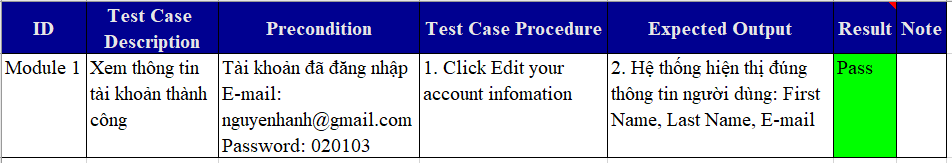 ID Test Case Description Precondition Test Case Procedure Expected Output Result Note
Module 1 Xem thông tin Tài khoản đã đăng nhập 1. Click Edit your 2. Hệ thống hiện thị đúng Pass
tài khoản thành E-mail: account infomation thông tin người dùng: First
công nguyenhanh@gmail.com Name, Last Name, E-mail
Password: 020103